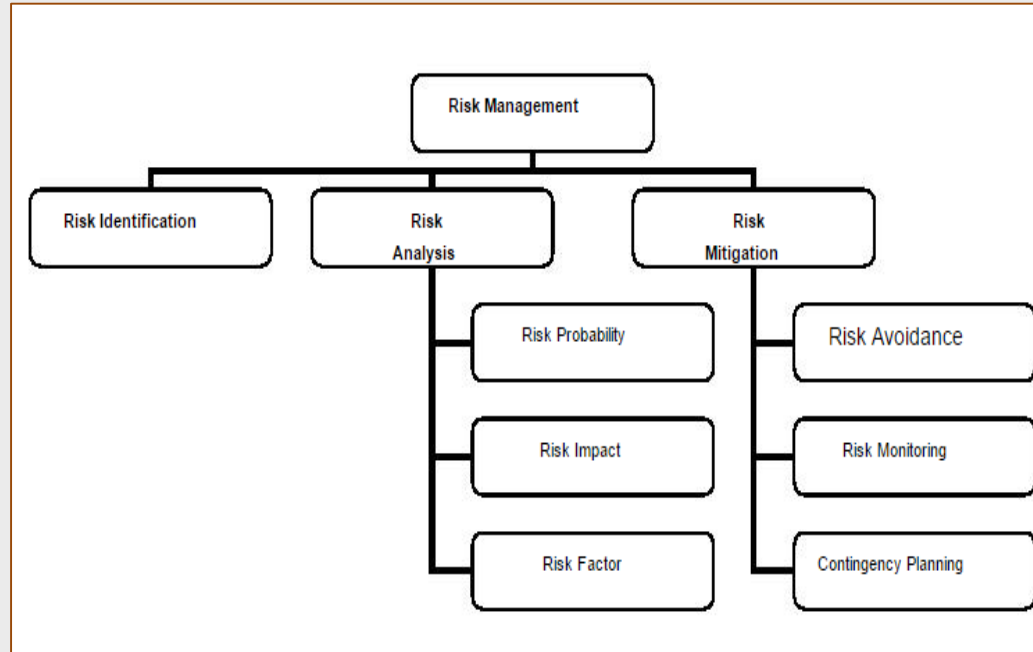 Risk Management
Risk Identification
Risk
Analysis
Risk
Mitigation
Risk Probability
Risk Avoidance
Risk Impact
Risk Monitoring
Risk Factor
Contingency Planning